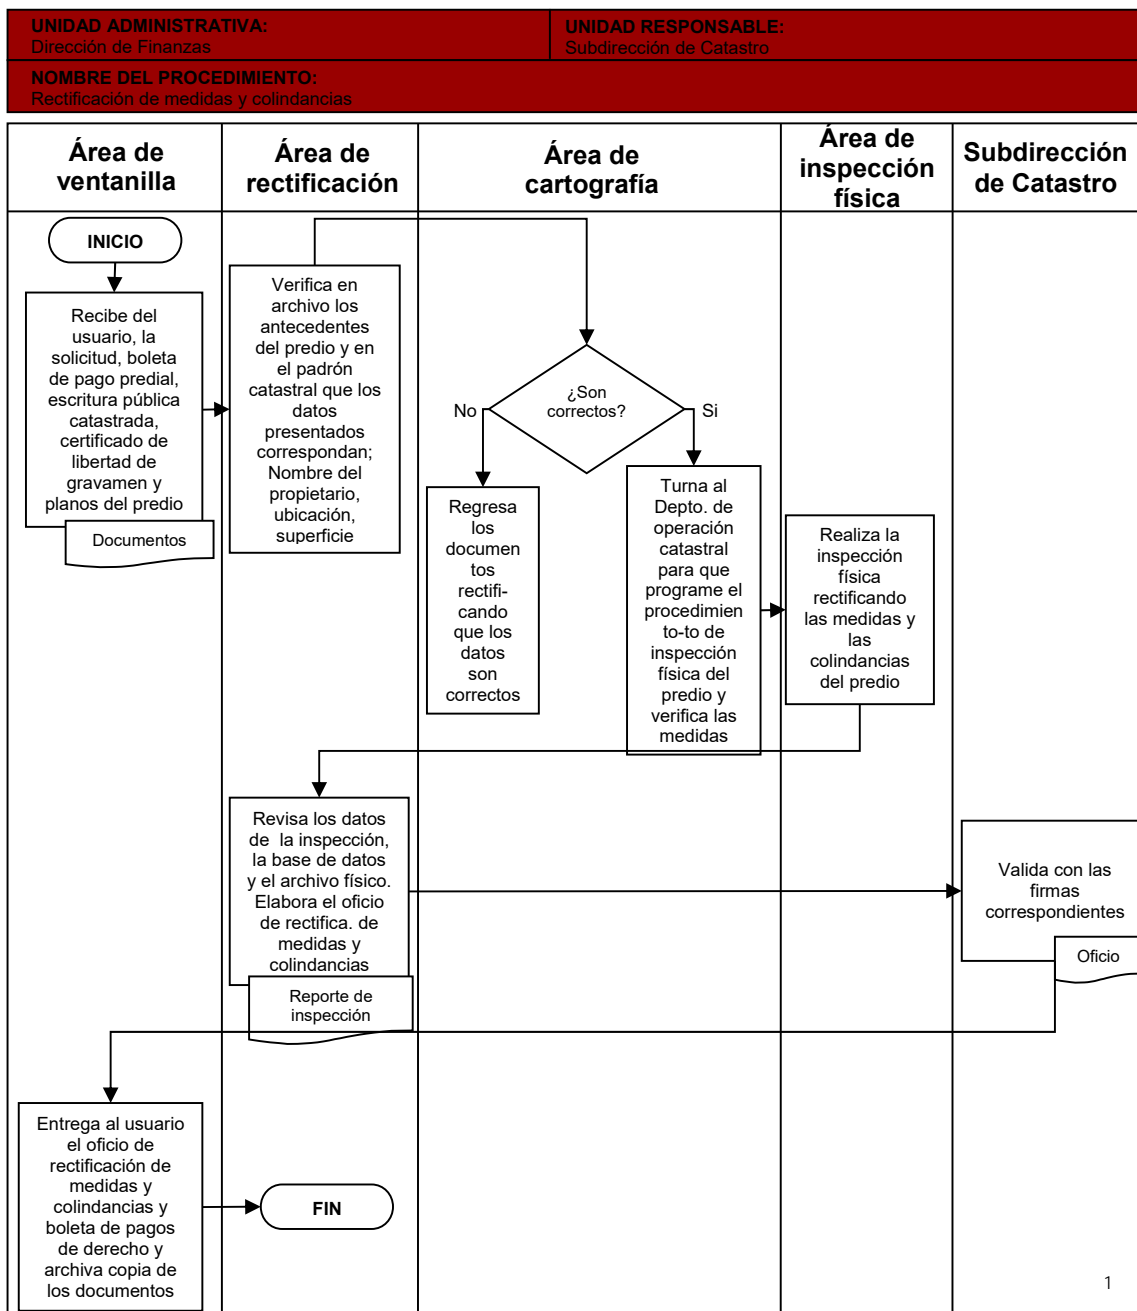 UNIDAD ADMINISTRATIVA:
Dirección de Finanzas
UNIDAD RESPONSABLE:
Subdirección de Catastro
NOMBRE DEL PROCEDIMIENTO:
Rectificación de medidas y colindancias
Área de
ventanilla
Área de
rectificación
Área de
cartografía
Área de
inspección
física
Subdirección
de Catastro
INICIO
Recibe del
usuario, la
solicitud, boleta
de pago predial,
escritura pública
catastrada,
certificado de
libertad de
gravamen y
planos del predio
Documentos
Verifica en
archivo los
antecedentes
del predio y en
el padrón
catastral que los
datos
presentados
correspondan;
Nombre del
propietario,
ubicación,
superficie
¿Son
correctos?
No
Si
Regresa
los
documen
tos
rectifi-
cando
que los
datos
son
correctos
Turna al
Depto. de
operación
catastral
para que
programe el
procedimien
to-to de
inspección
física del
predio y
verifica las
medidas
Realiza la
inspección
física
rectificando
las medidas y
las
colindancias
del predio
Revisa los datos
de la inspección,
la base de datos
y el archivo físico.
Elabora el oficio
de rectifica. de
medidas y
colindancias
Reporte de
inspección
Valida con las
firmas
correspondientes
Oficio
Entrega al usuario
el oficio de
rectificación de
medidas y
colindancias y
boleta de pagos
de derecho y
archiva copia de
los documentos
FIN
1